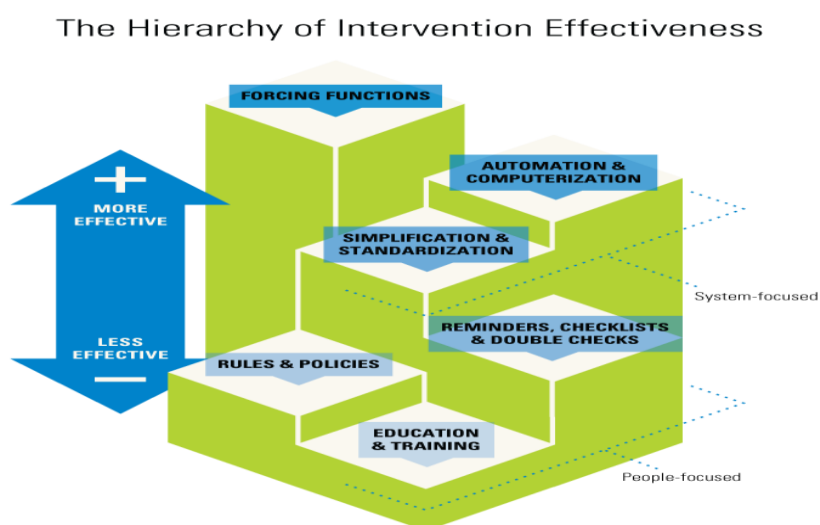 The Hierarchy of Intervention Effectiveness
FORCING FUNCTIONS
AUTOMATION &
COMPUTERIZATION
MORE
EFFECTIVE
SIMPLIFICATION &
STANDARDIZATION
System-focused
REMINDERS, CHECKLISTS
& DOUBLE CHECKS
LESS
EFFECTIVE
RULES & POLICIES
EDUCATION
& TRAINING
People-focused